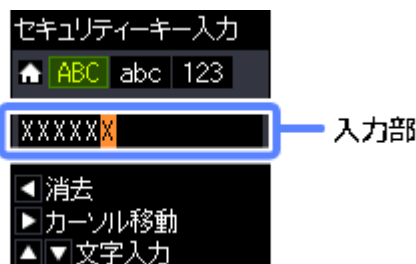 セキュリティーキー入力
ABC abc 123
XXXXXX
入力部
◀消去
▶カーソル移動
▲▼文字入力